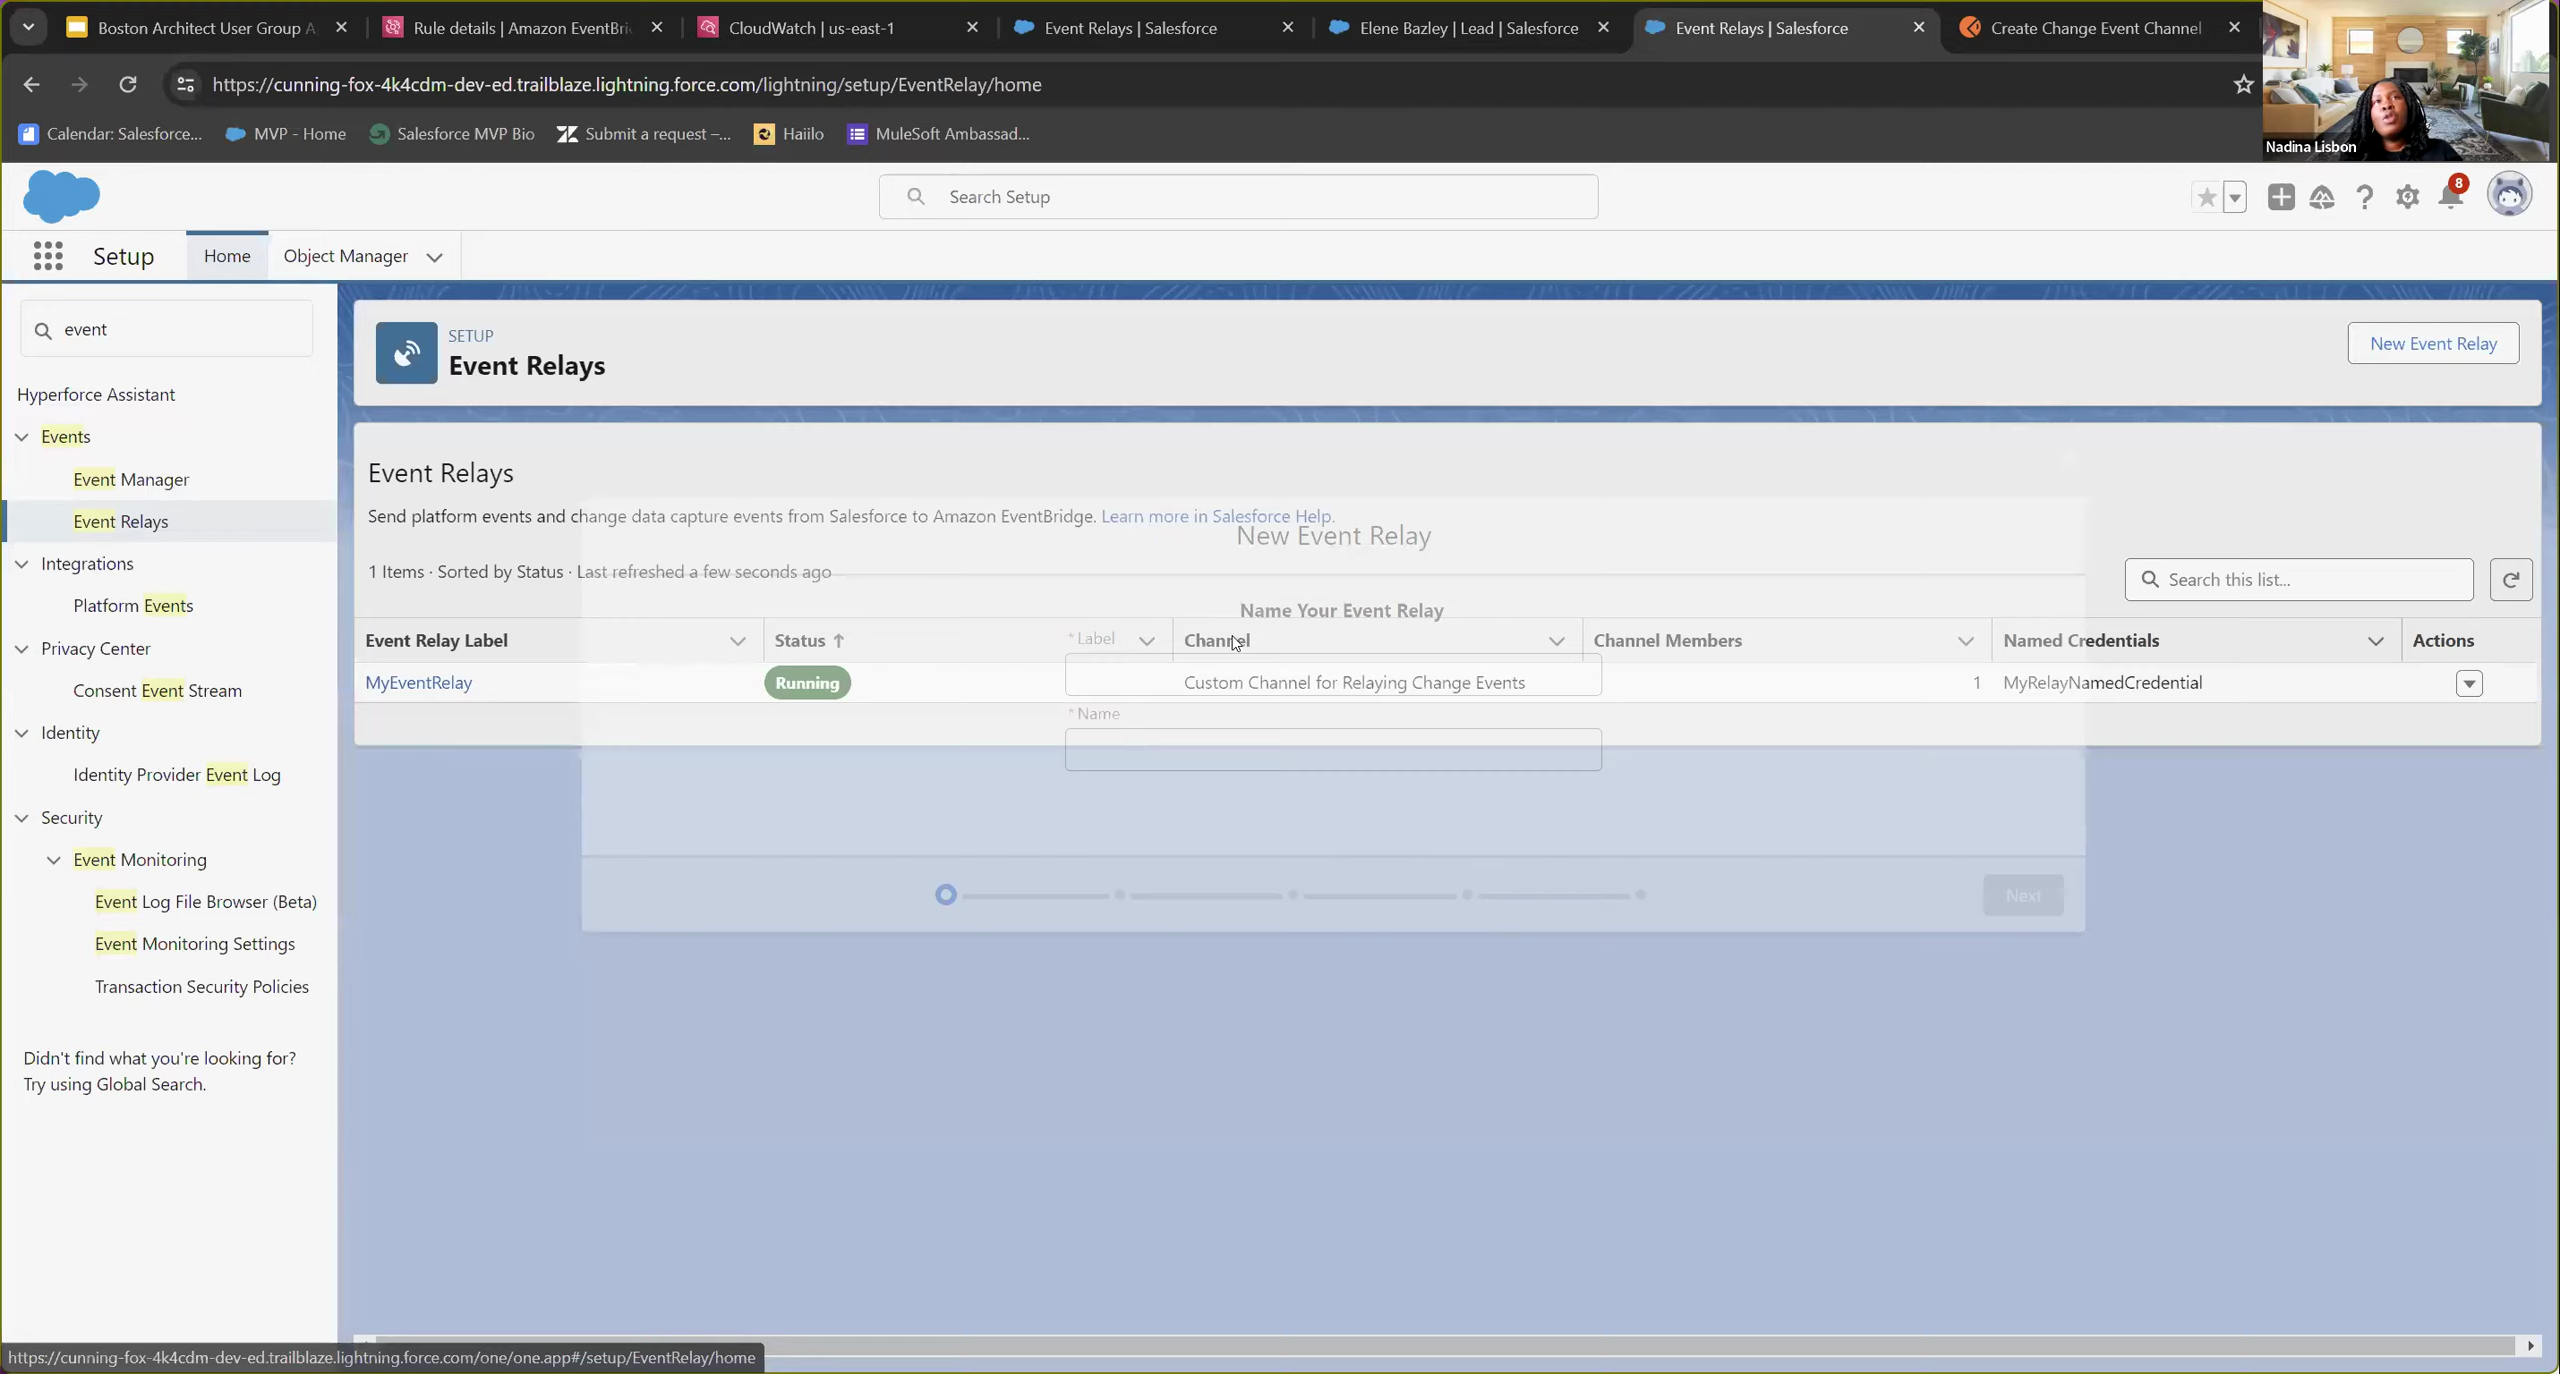 Boston Architect User Group A
Rule details | Amazon EventBri
CloudWatch | us-east-1
Event Relays | Salesforce
Elene Bazley | Lead | Salesforce
Event Relays | Salesforce
Create Change Event Channel
https://cunning-fox-4k4cdm-dev-ed.trailblaze.lightning.force.com/lightning/setup/EventRelay/home
Calendar: Salesforce...
MVP - Home
Salesforce MVP Bio
Submit a request –...
Haiilo
MuleSoft Ambassad...
Nadina Lisbon
Search Setup
8
Setup
Home
Object Manager
event
Hyperforce Assistant
Events
Event Manager
Event Relays
Integrations
Platform Events
Privacy Center
Consent Event Stream
Identity
Identity Provider Event Log
Security
Event Monitoring
Event Log File Browser (Beta)
Event Monitoring Settings
Transaction Security Policies
Didn't find what you're looking for?
Try using Global Search.
SETUP
Event Relays
New Event Relay
Event Relays
Send platform events and change data capture events from Salesforce to Amazon EventBridge. Learn more in Salesforce Help.
1 Items · Sorted by Status · Last refreshed a few seconds ago
Search this list...
Event Relay Label
Status
Channel
Channel Members
Named Credentials
Actions
MyEventRelay
Running
Custom Channel for Relaying Change Events
1
MyRelayNamedCredential
New Event Relay
Name Your Event Relay
* Label
* Name
Next
https://cunning-fox-4k4cdm-dev-ed.trailblaze.lightning.force.com/one/one.app#/setup/EventRelay/home